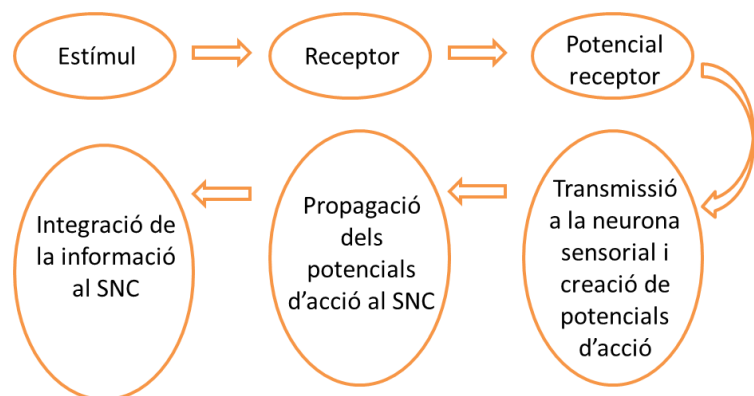 Estímul
Receptor
Potencial
receptor
Transmissió
a la neurona
sensorial i
creació de
potencials
d'acció
Propagació
dels
potencials
d'acció al SNC
Integració de
la informació
al SNC